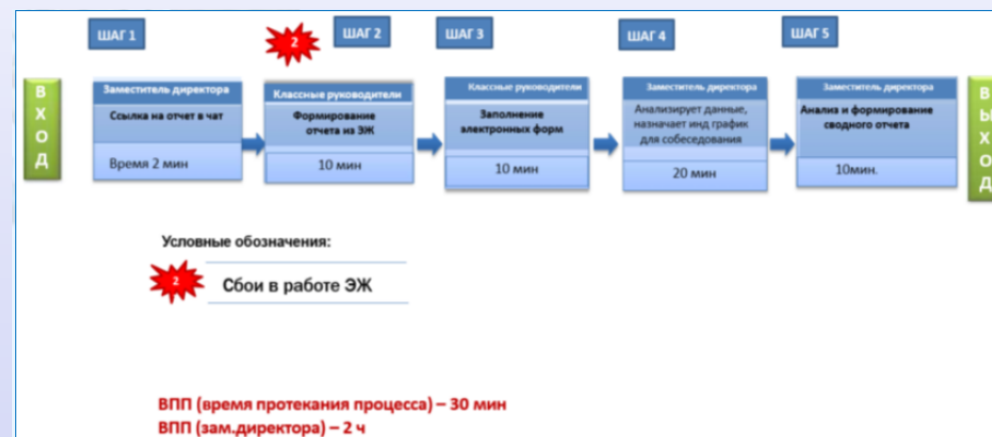 ШАГ 1
2
ШАГ 2
ШАГ 3
ШАГ 4
ШАГ 5
ВХОД
Заместитель директора
Ссылка на отчет в чат
Время 2 мин
Классные руководители
Формирование
отчета из ЭЖ
10 мин
Классные руководители
Заполнение
электронных форм
10 мин
Заместитель директора
Анализирует данные,
назначает инд график
для собеседования
20 мин
Заместитель директора
Анализ и формирование
сводного отчета
10мин.
ВЫХОД
Условные обозначения:
2
Сбои в работе ЭЖ
ВПП (время протекания процесса) – 30 мин
ВПП (зам.директора) – 2 ч